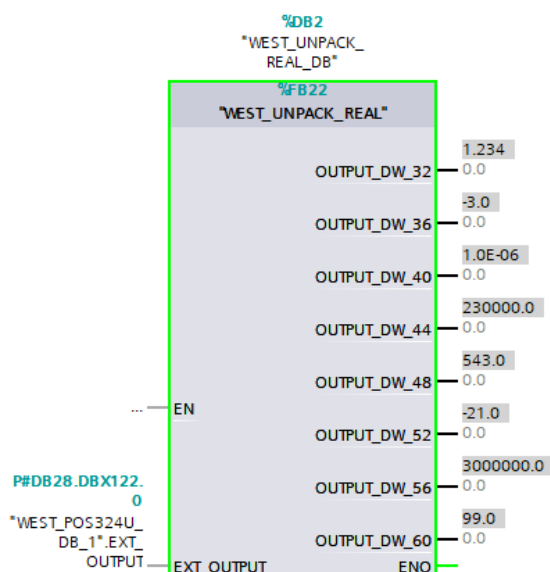 %DB2
"WEST_UNPACK_
REAL_DB"
%FB22
"WEST_UNPACK_REAL"
1.234
OUTPUT_DW_32 0.0
-3.0
OUTPUT_DW_36 0.0
1.0E-06
OUTPUT_DW_40 0.0
230000.0
OUTPUT_DW_44 0.0
543.0
OUTPUT_DW_48 0.0
... EN
-21.0
OUTPUT_DW_52 0.0
3000000.0
P#DB28.DBX122.
0
OUTPUT_DW_56 0.0
"WEST_POS324U_
DB_1".EXT_
OUTPUT
99.0
OUTPUT_DW_60 0.0
EXT_OUTPUT ENO